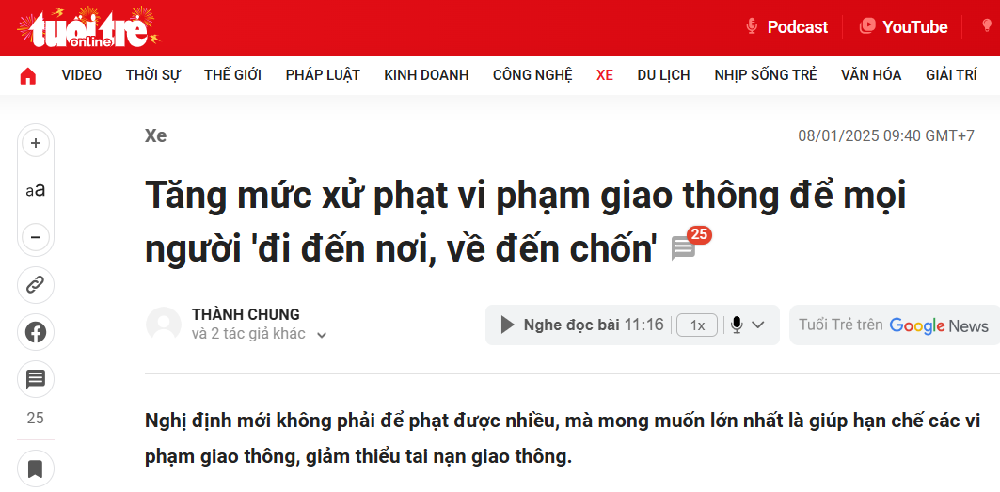 tuổi trẻ
online
Podcast
YouTube
VIDEO THỜI SỰ THẾ GIỚI PHÁP LUẬT KINH DOANH CÔNG NGHỆ XE DU LỊCH NHỊP SỐNG TRẺ VĂN HÓA GIẢI TRÍ
Xe
08/01/2025 09:40 GMT+7
+
aa
−
25
Tăng mức xử phạt vi phạm giao thông để mọi
người 'đi đến nơi, về đến chốn' 25
THÀNH CHUNG
và 2 tác giả khác
Nghe đọc bài 11:16 1x
Tuổi Trẻ trên Google News
Nghị định mới không phải để phạt được nhiều, mà mong muốn lớn nhất là giúp hạn chế các vi
phạm giao thông, giảm thiểu tai nạn giao thông.